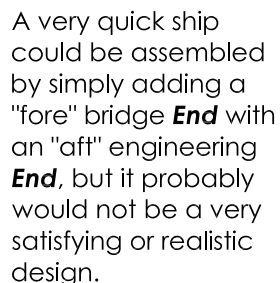 A very quick ship
could be assembled
by simply adding a
"fore" bridge End with
an "aft" engineering
End, but it probably
would not be a very
satisfying or realistic
design.